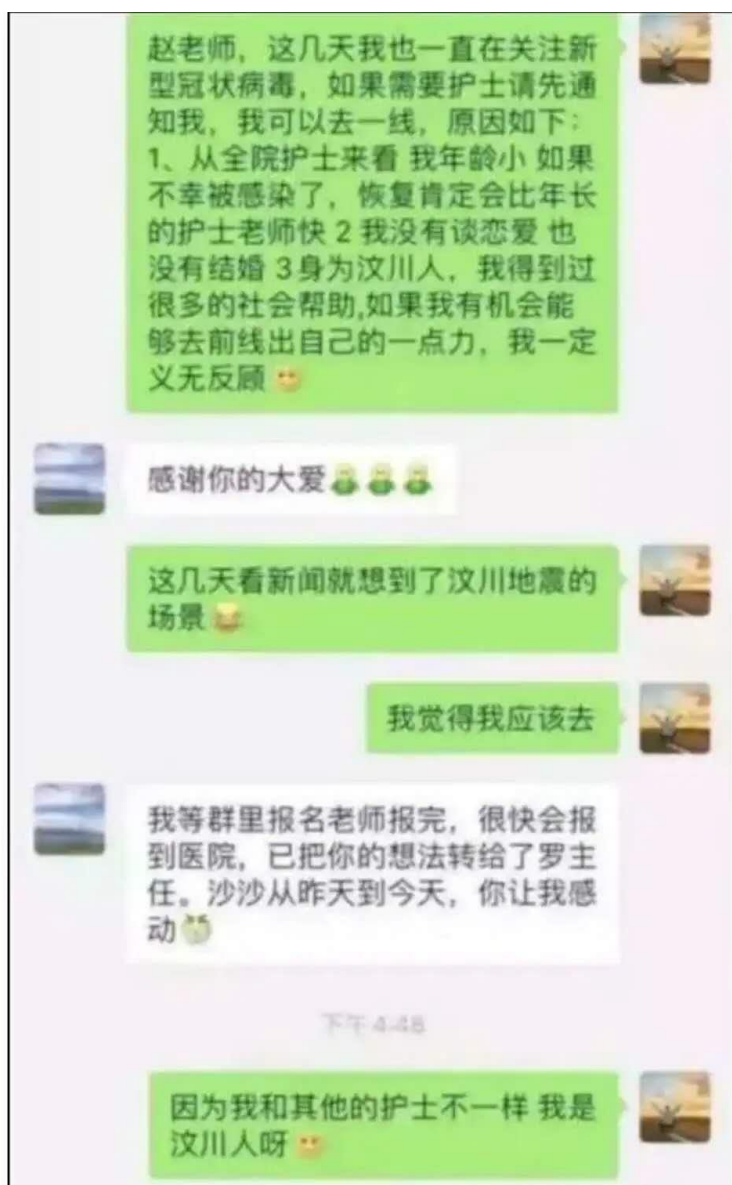 赵老师，这几天我也一直在关注新
型冠状病毒，如果需要护士请先通
知我，我可以去一线，原因如下：
1、从全院护士来看 我年龄小 如果
不幸被感染了，恢复肯定会比年长
的护士老师快 2 我没有谈恋爱 也
没有结婚 3身为汶川人，我得到过
很多的社会帮助,如果我有机会能
够去前线出自己的一点力，我一定
义无反顾
感谢你的大爱
这几天看新闻就想到了汶川地震的
场景
我觉得我应该去
我等群里报名老师报完，很快会报
到医院，已把你的想法转给了罗主
任。沙沙从昨天到今天，你让我感
动
下午 4:48
因为我和其他的护士不一样 我是
汶川人呀